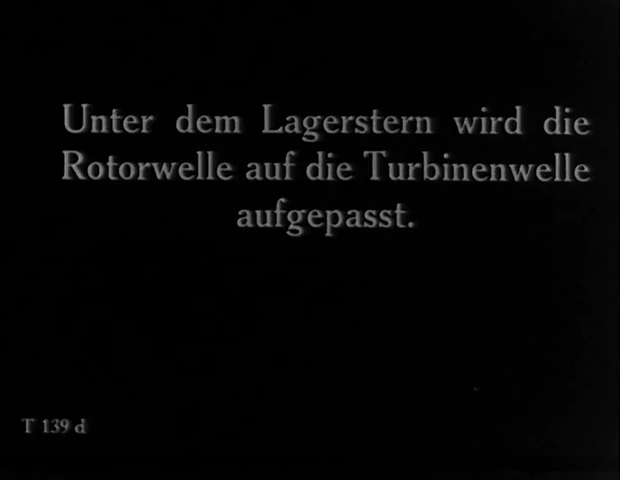 Unter dem Lagerstern wird die
Rotorwelle auf die Turbinenwelle
aufgepasst.
T 139 d